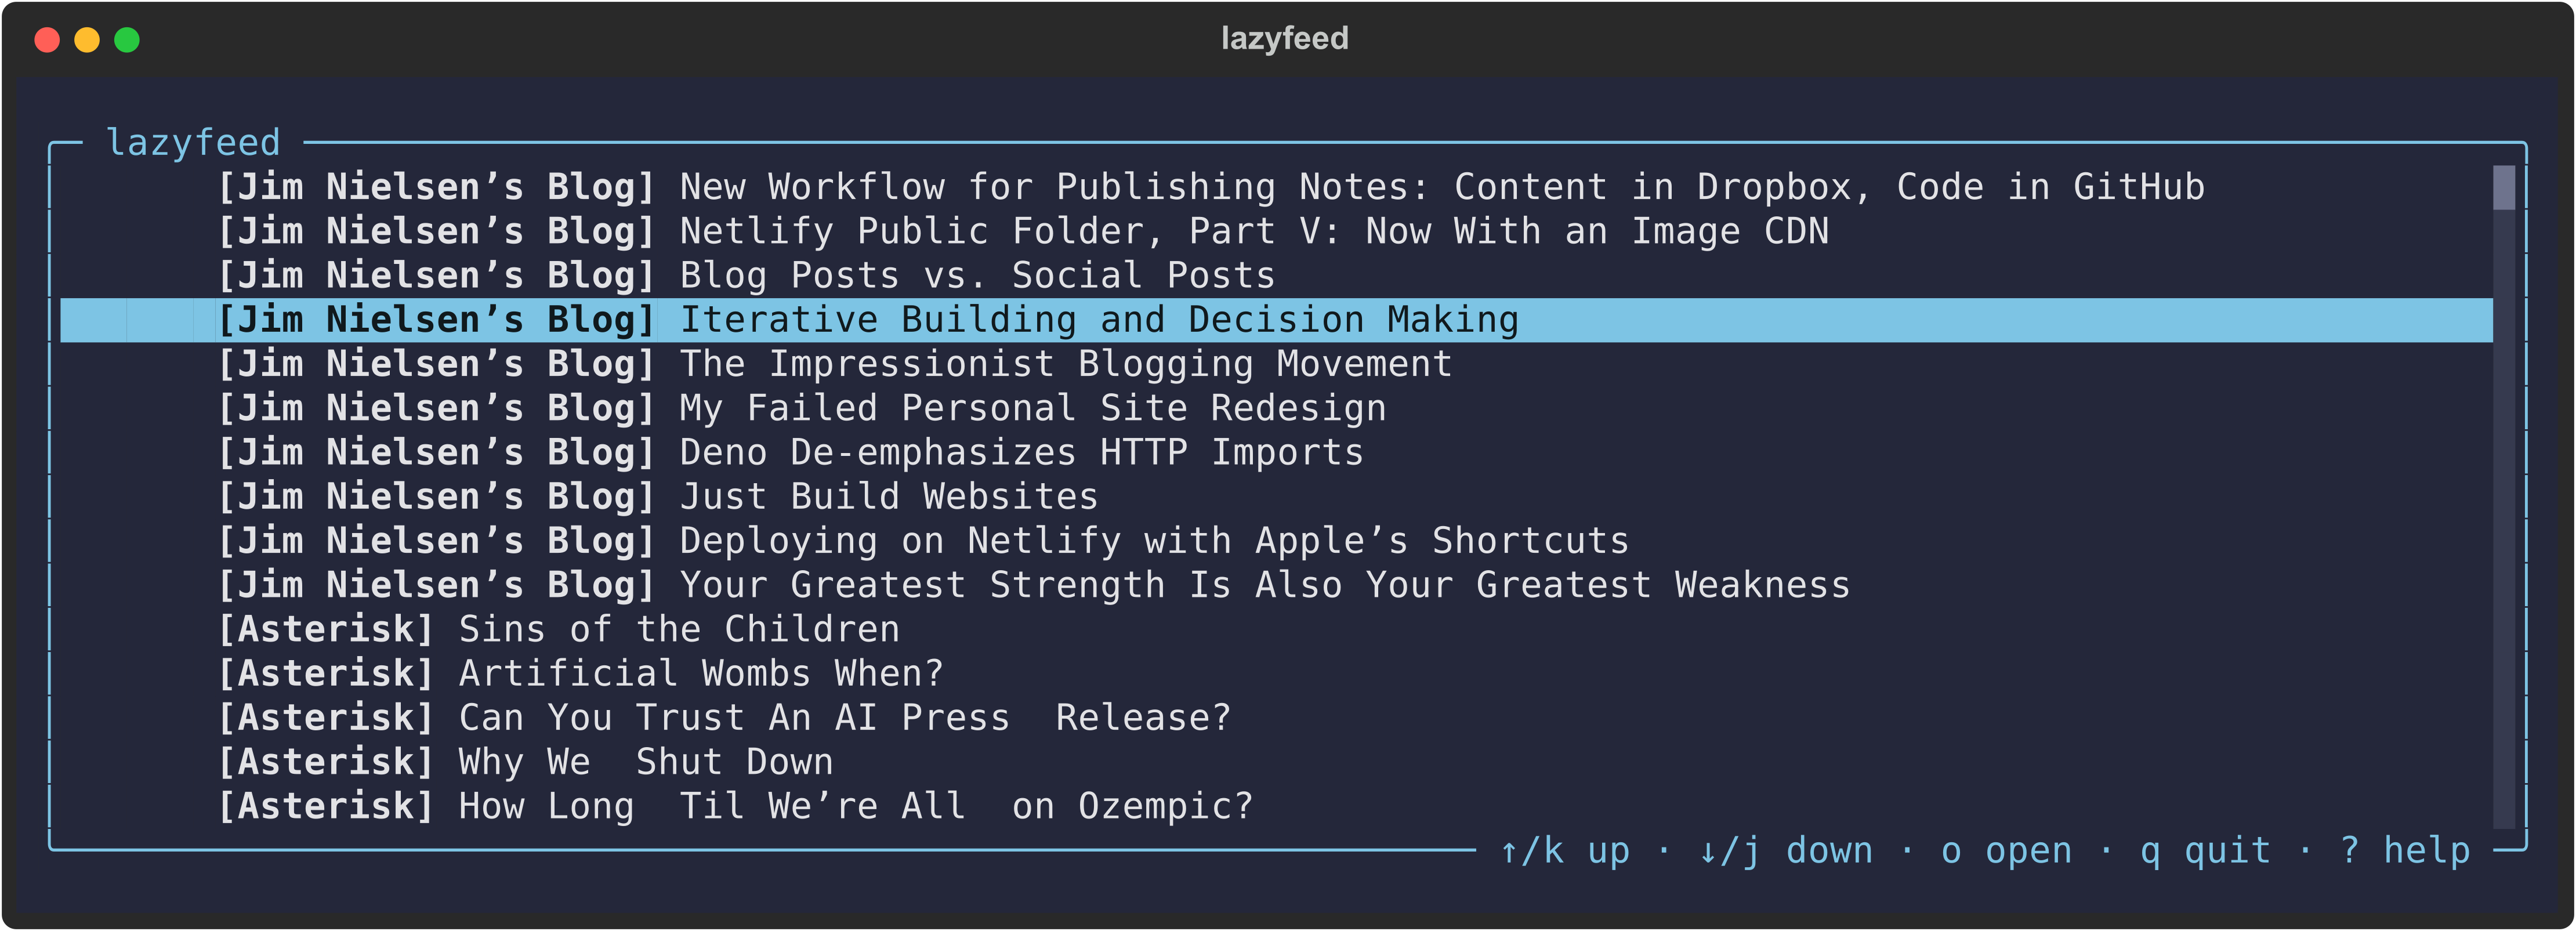 lazyfeed
lazyfeed
[Jim Nielsen’s Blog] New Workflow for Publishing Notes: Content in Dropbox, Code in GitHub
[Jim Nielsen’s Blog] Netlify Public Folder, Part V: Now With an Image CDN
[Jim Nielsen’s Blog] Blog Posts vs. Social Posts
[Jim Nielsen’s Blog] Iterative Building and Decision Making
[Jim Nielsen’s Blog] The Impressionist Blogging Movement
[Jim Nielsen’s Blog] My Failed Personal Site Redesign
[Jim Nielsen’s Blog] Deno De-emphasizes HTTP Imports
[Jim Nielsen’s Blog] Just Build Websites
[Jim Nielsen’s Blog] Deploying on Netlify with Apple’s Shortcuts
[Jim Nielsen’s Blog] Your Greatest Strength Is Also Your Greatest Weakness
[Asterisk] Sins of the Children
[Asterisk] Artificial Wombs When?
[Asterisk] Can You Trust An AI Press  Release?
[Asterisk] Why We  Shut Down
[Asterisk] How Long  Til We’re All  on Ozempic?
↑/k up · ↓/j down · o open · q quit · ? help